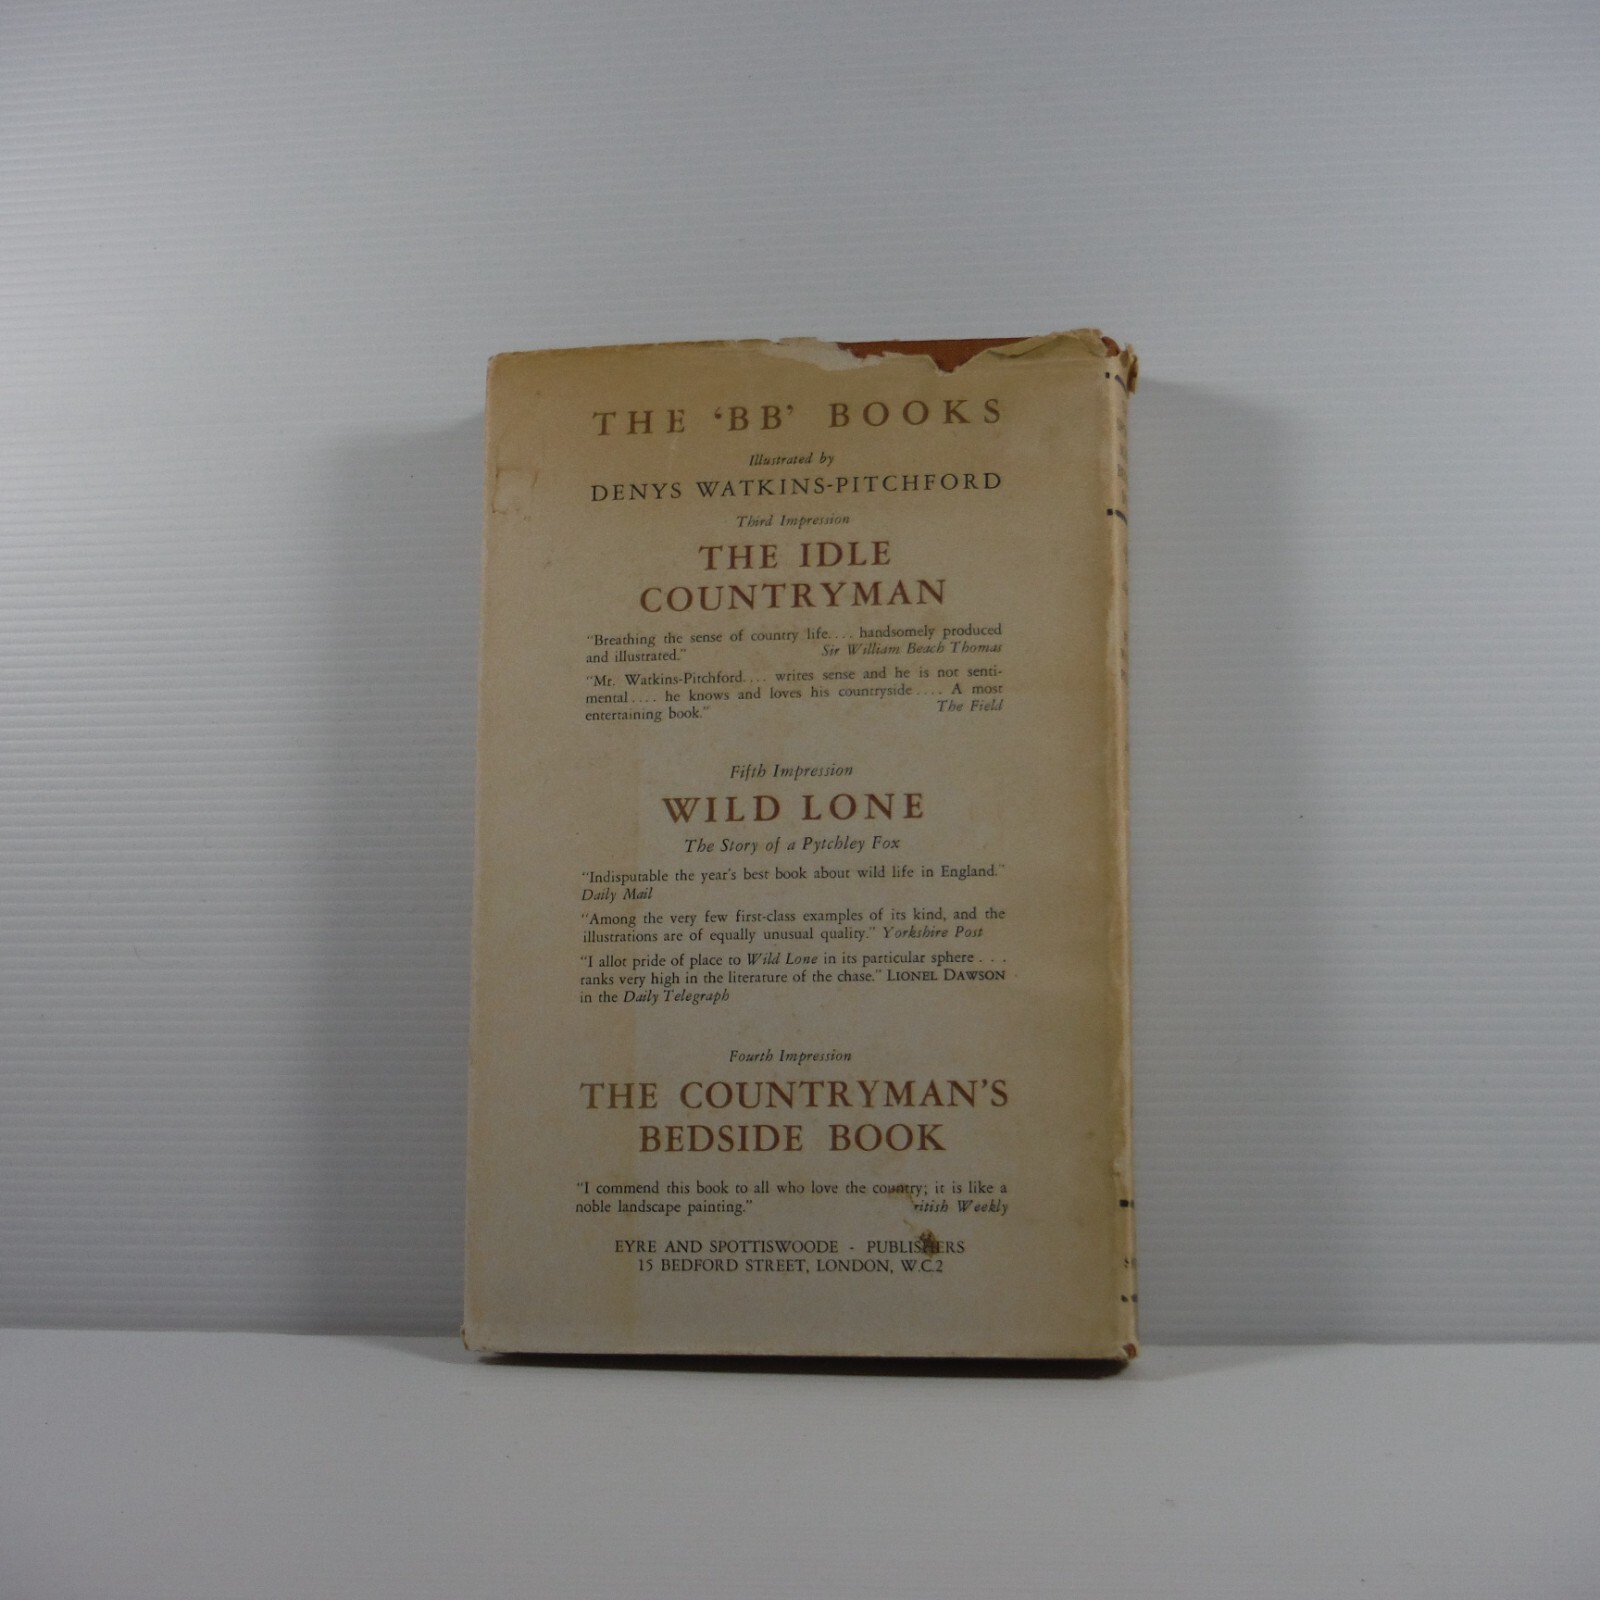 THE ‘BB’ BOOKS
Illustrated by
DENYS WATKINS-PITCHFORD
Third Impression
THE IDLE
COUNTRYMAN
“Breathing the sense of country life.... handsomely produced
and illustrated.” Sir William Beach Thomas
“Mr. Watkins-Pitchford.... writes sense and he is not senti-
mental.... he knows and loves his countryside.... A most
entertaining book.” The Field
Fifth Impression
WILD LONE
The Story of a Pytchley Fox
“Indisputable the year's best book about wild life in England.”
Daily Mail
“Among the very few first-class examples of its kind, and the
illustrations are of equally unusual quality.” Yorkshire Post
“I allot pride of place to Wild Lone in its particular sphere . . .
ranks very high in the literature of the chase.” LIONEL DAWSON
in the Daily Telegraph
Fourth Impression
THE COUNTRYMAN'S
BEDSIDE BOOK
“I commend this book to all who love the country; it is like a
noble landscape painting.” ritish Weekly
EYRE AND SPOTTISWOODE - PUBLISHERS
15 BEDFORD STREET, LONDON, W.C.2